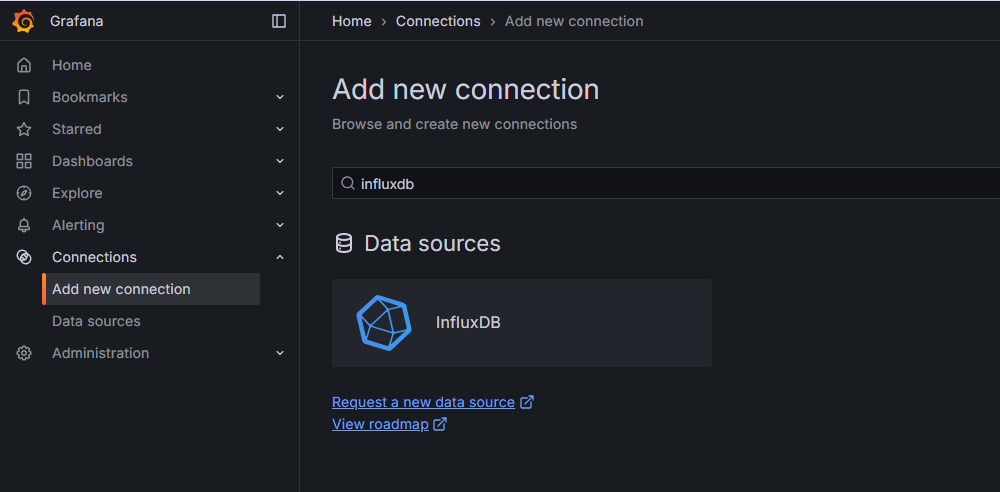 Grafana
Home
Bookmarks
Starred
Dashboards
Explore
Alerting
Connections
Add new connection
Data sources
Administration
Home › Connections › Add new connection
Add new connection
Browse and create new connections
influxdb
Data sources
InfluxDB
Request a new data source
View roadmap